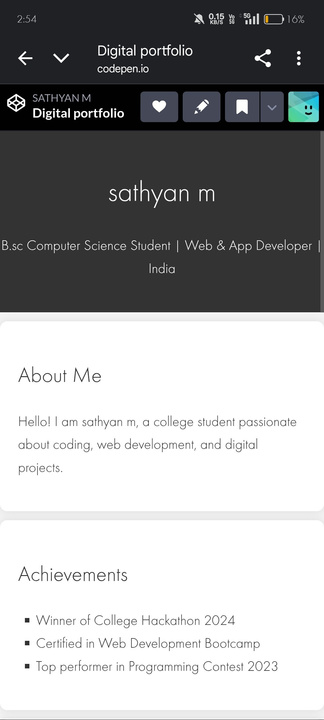 2:54
0.15
KB/S
5G
16%
Digital portfolio
codepen.io
SATHYAN M
Digital portfolio
sathyan m
B.sc Computer Science Student | Web & App Developer |
India
About Me
Hello! I am sathyan m, a college student passionate
about coding, web development, and digital
projects.
Achievements
▪ Winner of College Hackathon 2024
▪ Certified in Web Development Bootcamp
▪ Top performer in Programming Contest 2023